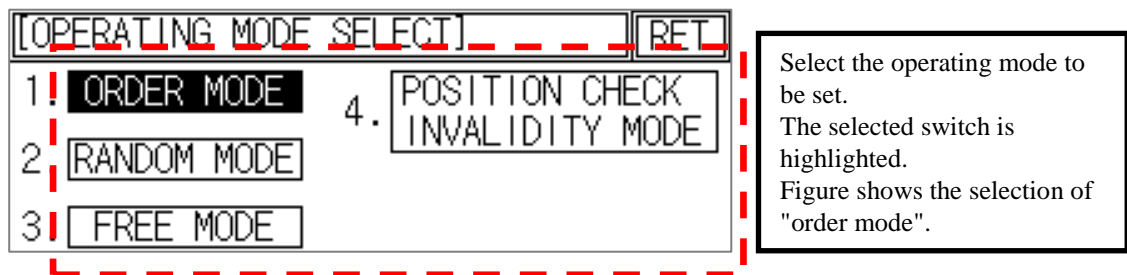 [OPERATING MODE SELECT] RET
1. ORDER MODE
2. RANDOM MODE
3. FREE MODE
4. POSITION CHECK
INVALIDITY MODE
Select the operating mode to
be set.
The selected switch is
highlighted.
Figure shows the selection of
"order mode".